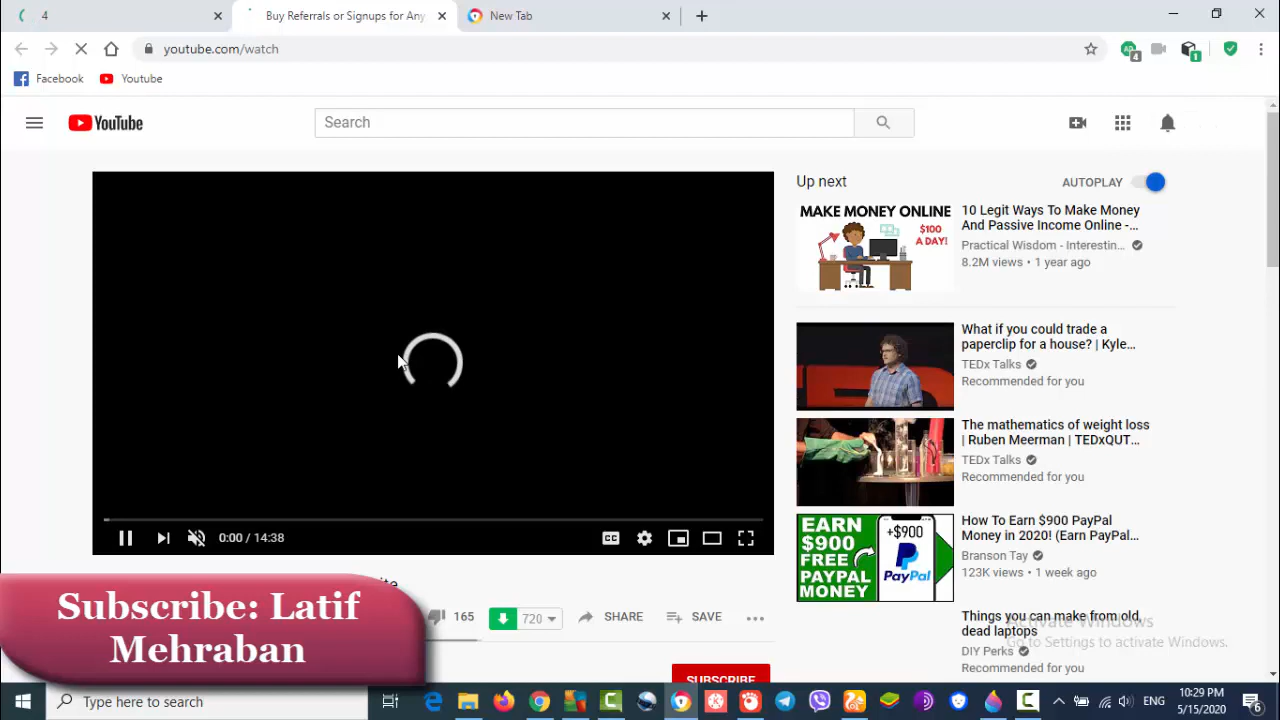 4
Buy Referrals or Signups for Any
New Tab
youtube.com/watch
4
1
Facebook
Youtube
YouTube
Search
Up next
AUTOPLAY
MAKE MONEY ONLINE
$100
A DAY!
10 Legit Ways To Make Money
And Passive Income Online -...
Practical Wisdom - Interestin...
8.2M views • 1 year ago
What if you could trade a
paperclip for a house? | Kyle...
TEDx Talks
Recommended for you
The mathematics of weight loss
| Ruben Meerman | TEDxQUT...
TEDx Talks
Recommended for you
EARN
$900
FREE
PAYPAL
MONEY
+$900
PayPal
How To Earn $900 PayPal
Money in 2020! (Earn PayPal...
Branson Tay
123K views • 1 week ago
Things you can make from old,
dead laptops
DIY Perks
Recommended for you
0:00 / 14:38
CC
165
720
SHARE
SAVE
SUBSCRIBE
Subscribe: Latif
Mehraban
Activate Windows
Go to Settings to activate Windows.
Type here to search
ENG
10:29 PM
5/15/2020
6